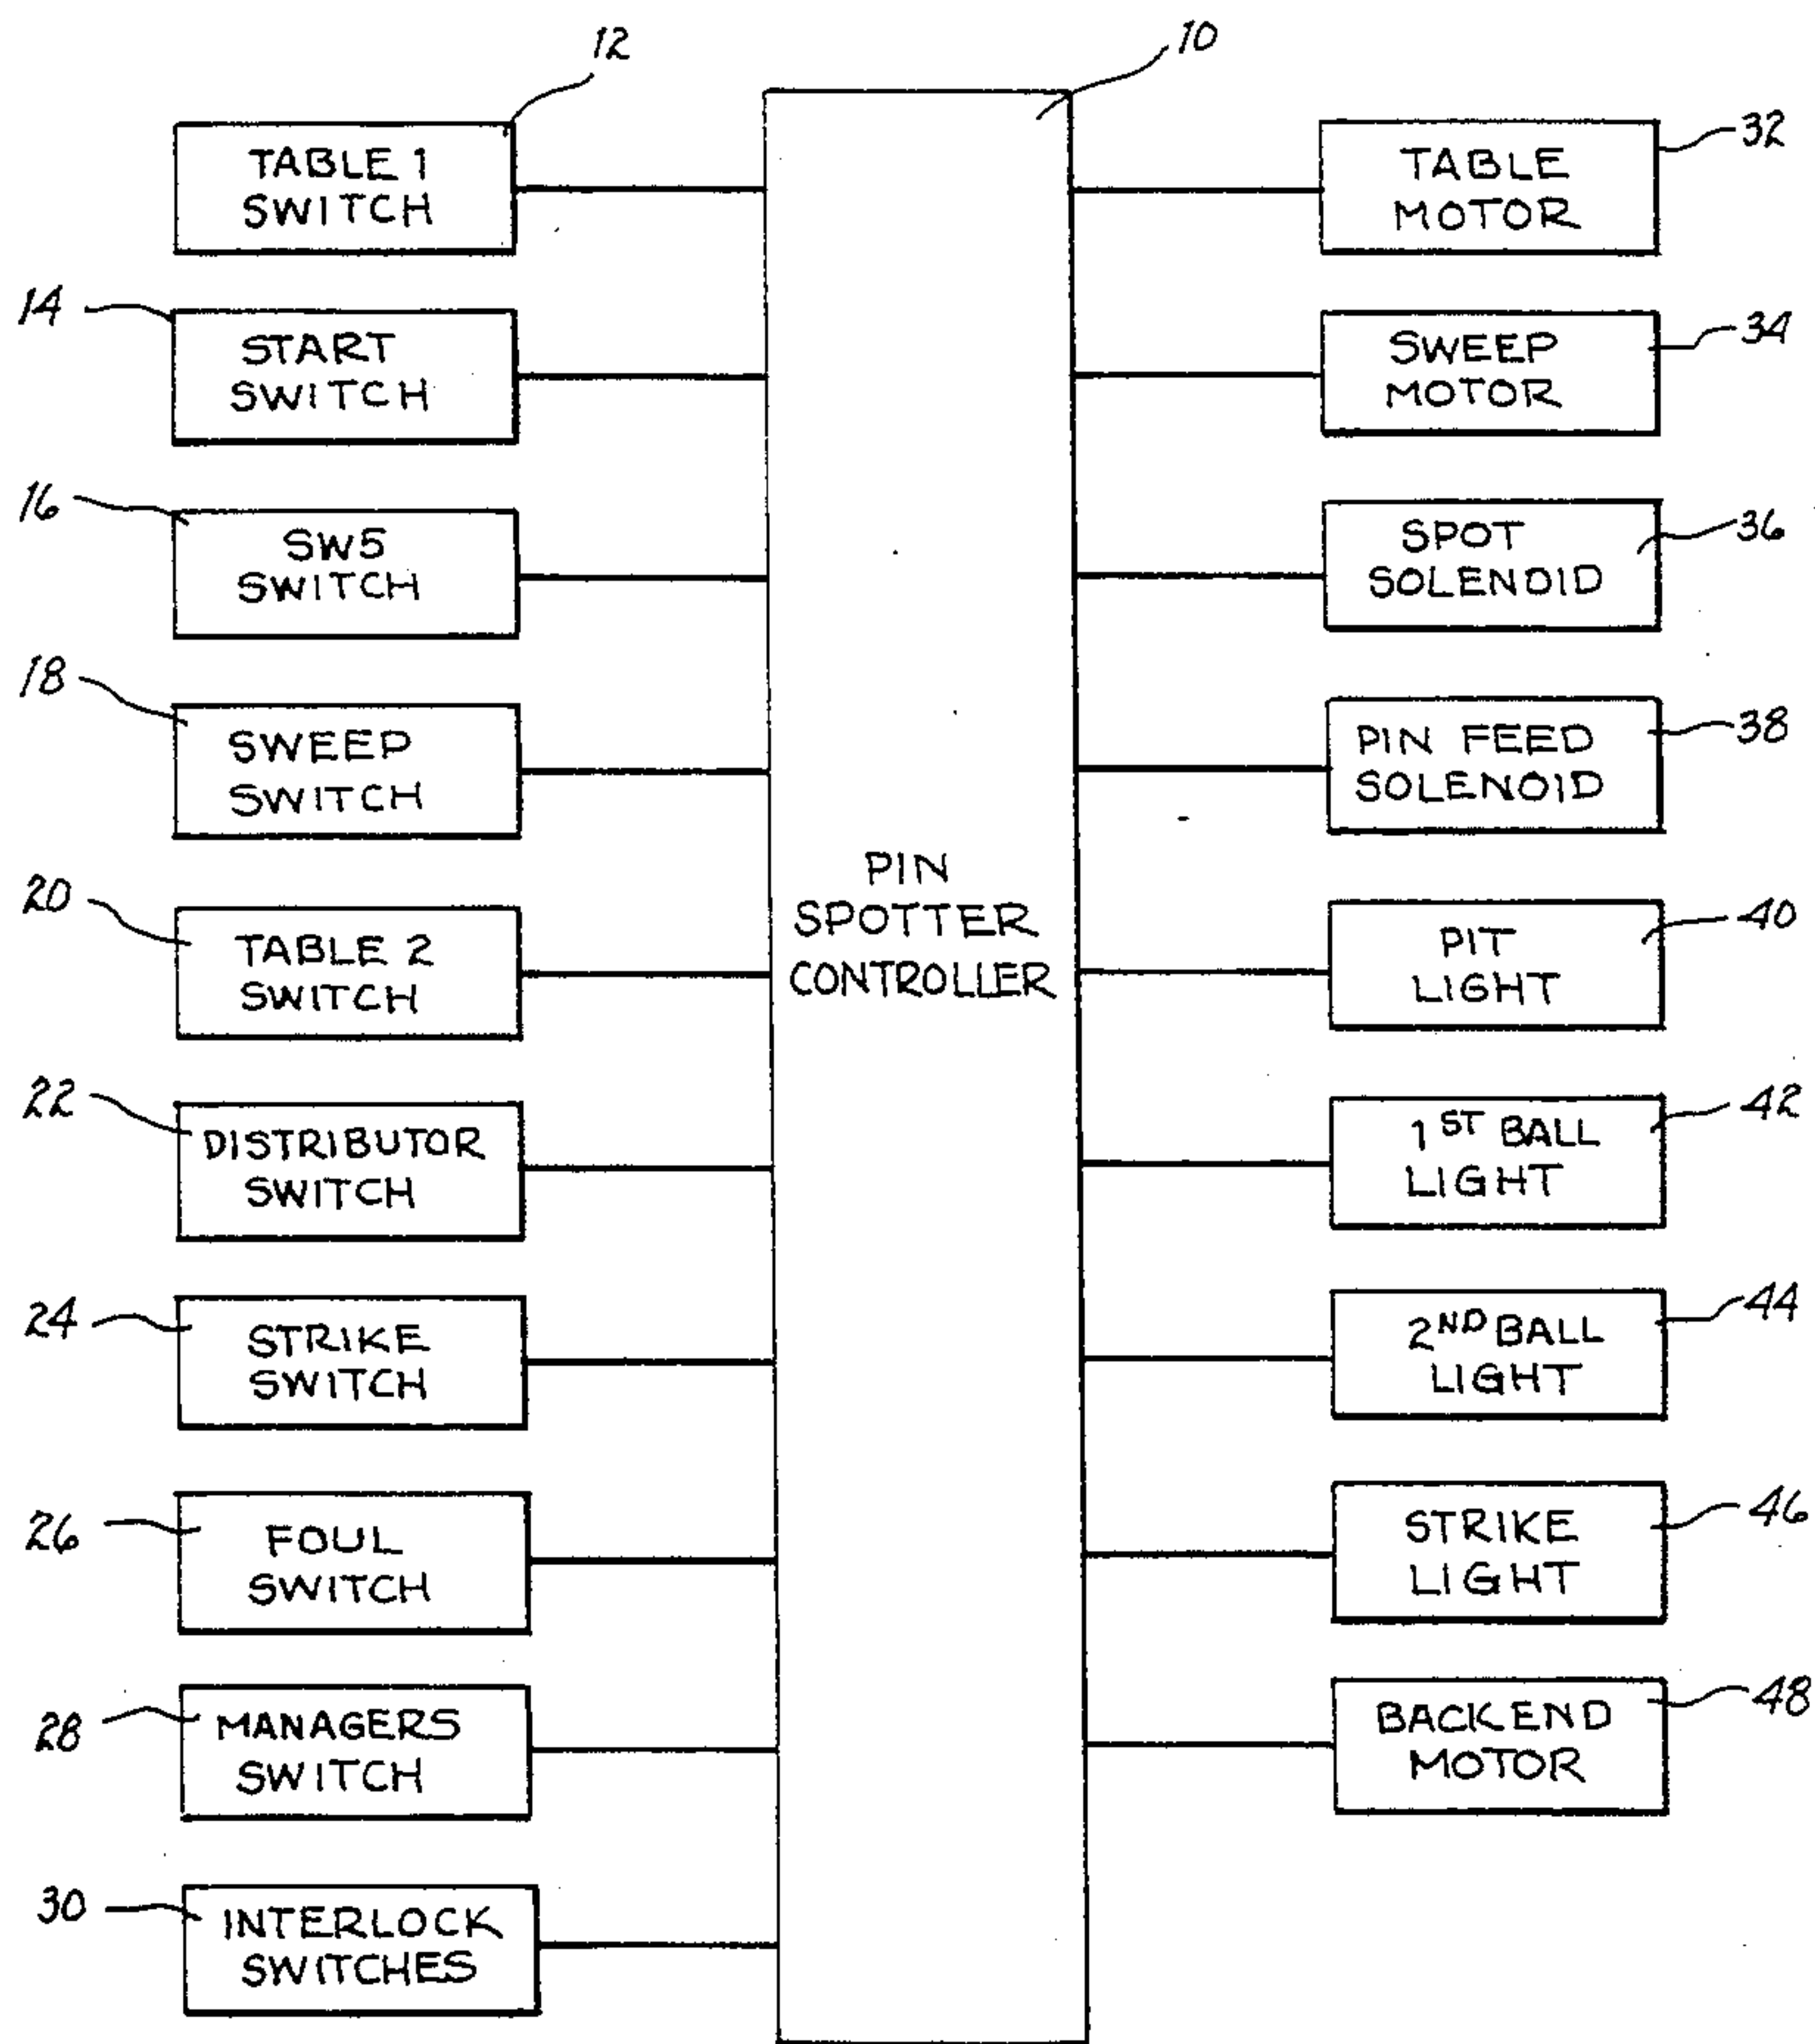 12
10
TABLE 1
SWITCH
14
START
SWITCH
16
SW5
SWITCH
18
SWEEP
SWITCH
20
TABLE 2
SWITCH
22
DISTRIBUTOR
SWITCH
24
STRIKE
SWITCH
26
FOUL
SWITCH
28
MANAGERS
SWITCH
30
INTERLOCK
SWITCHES
PIN
SPOTTER
CONTROLLER
32
TABLE
MOTOR
34
SWEEP
MOTOR
36
SPOT
SOLENOID
38
PIN FEED
SOLENOID
40
PIT
LIGHT
42
1ST BALL
LIGHT
44
2ND BALL
LIGHT
46
STRIKE
LIGHT
48
BACK END
MOTOR